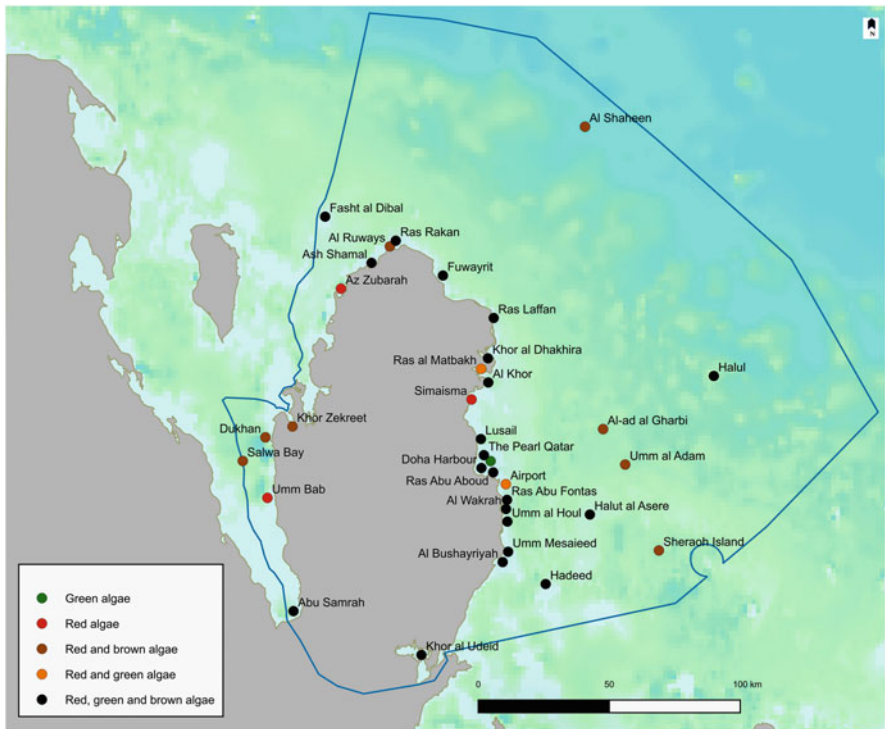 N
Al Shaheen
Fasht al Dibal
Ras Rakan
Al Ruways
Ash Shamal
Fuwayrit
Az Zubarah
Ras Laffan
Khor al Dhakhira
Ras al Matbakh
Halul
Al Khor
Simaisma
Al-ad al Gharbi
Khor Zekreet
Lusail
Dukhan
The Pearl Qatar
Salwa Bay
Doha Harbour
Umm al Adam
Ras Abu Aboud
Airport
Umm Bab
Ras Abu Fontas
Al Wakrah
Halut al Asere
Umm al Houl
Sheraoh Island
Umm Mesaieed
Al Bushayriyah
Hadeed
Abu Samrah
Khor al Udeid
Green algae
Red algae
Red and brown algae
Red and green algae
Red, green and brown algae
0 50 100 km